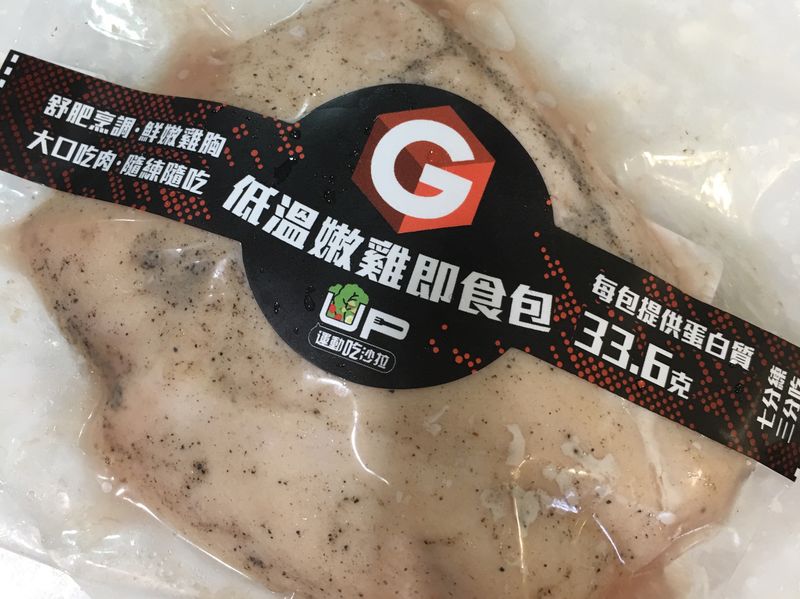 舒肥烹調·鮮嫩雞胸
大口吃肉·隨練隨吃
G
低溫嫩雞即食包
UP
運動吃沙拉
每包提供蛋白質
33.6克